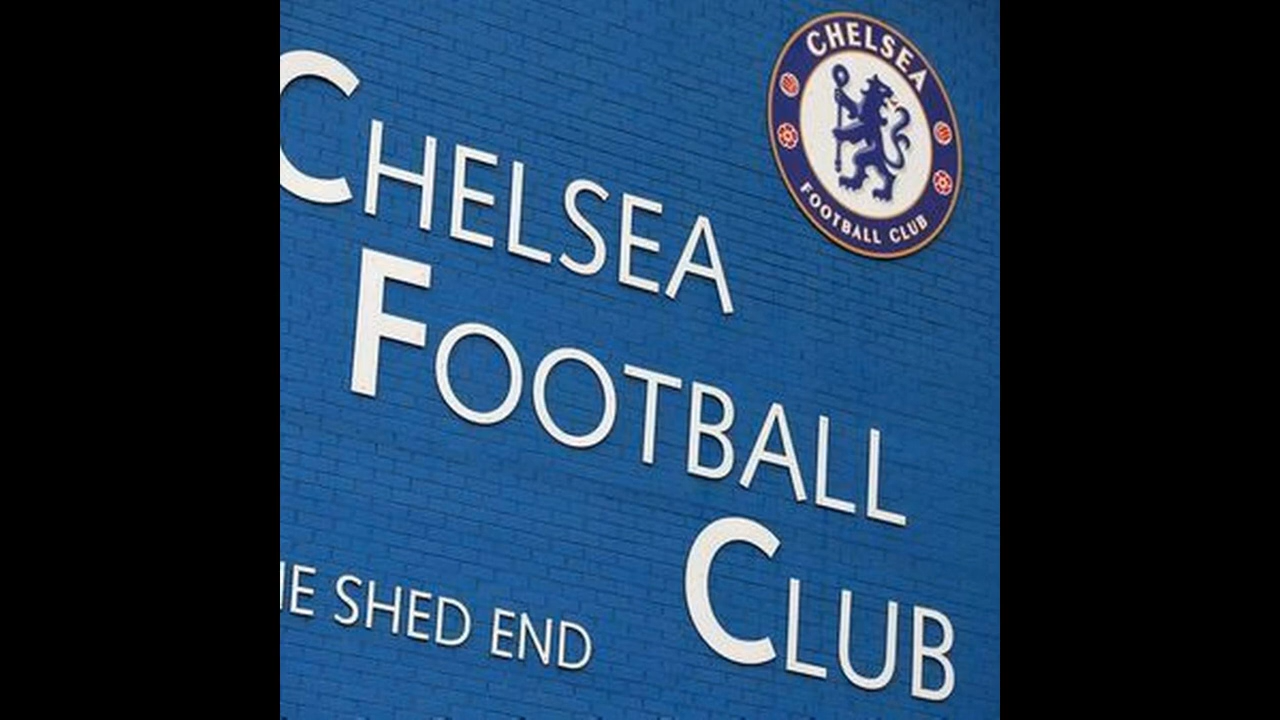 CHELSEA
FOOTBALL CLUB
CHELSEA
FOOTBALL
CLUB
SHED END